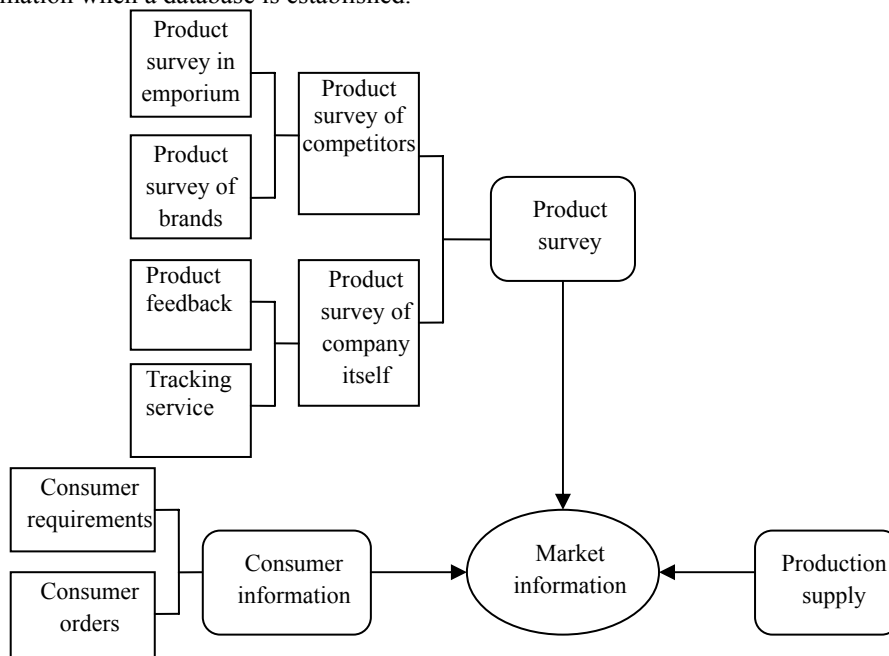 when a database is established.
Product
survey in
emporium
Product
survey of
competitors
Product
survey of
brands
Product
survey
Product
feedback
Product
survey of
company
itself
Tracking
service
Consumer
requirements
Consumer
information
Market
information
Production
supply
Consumer
orders